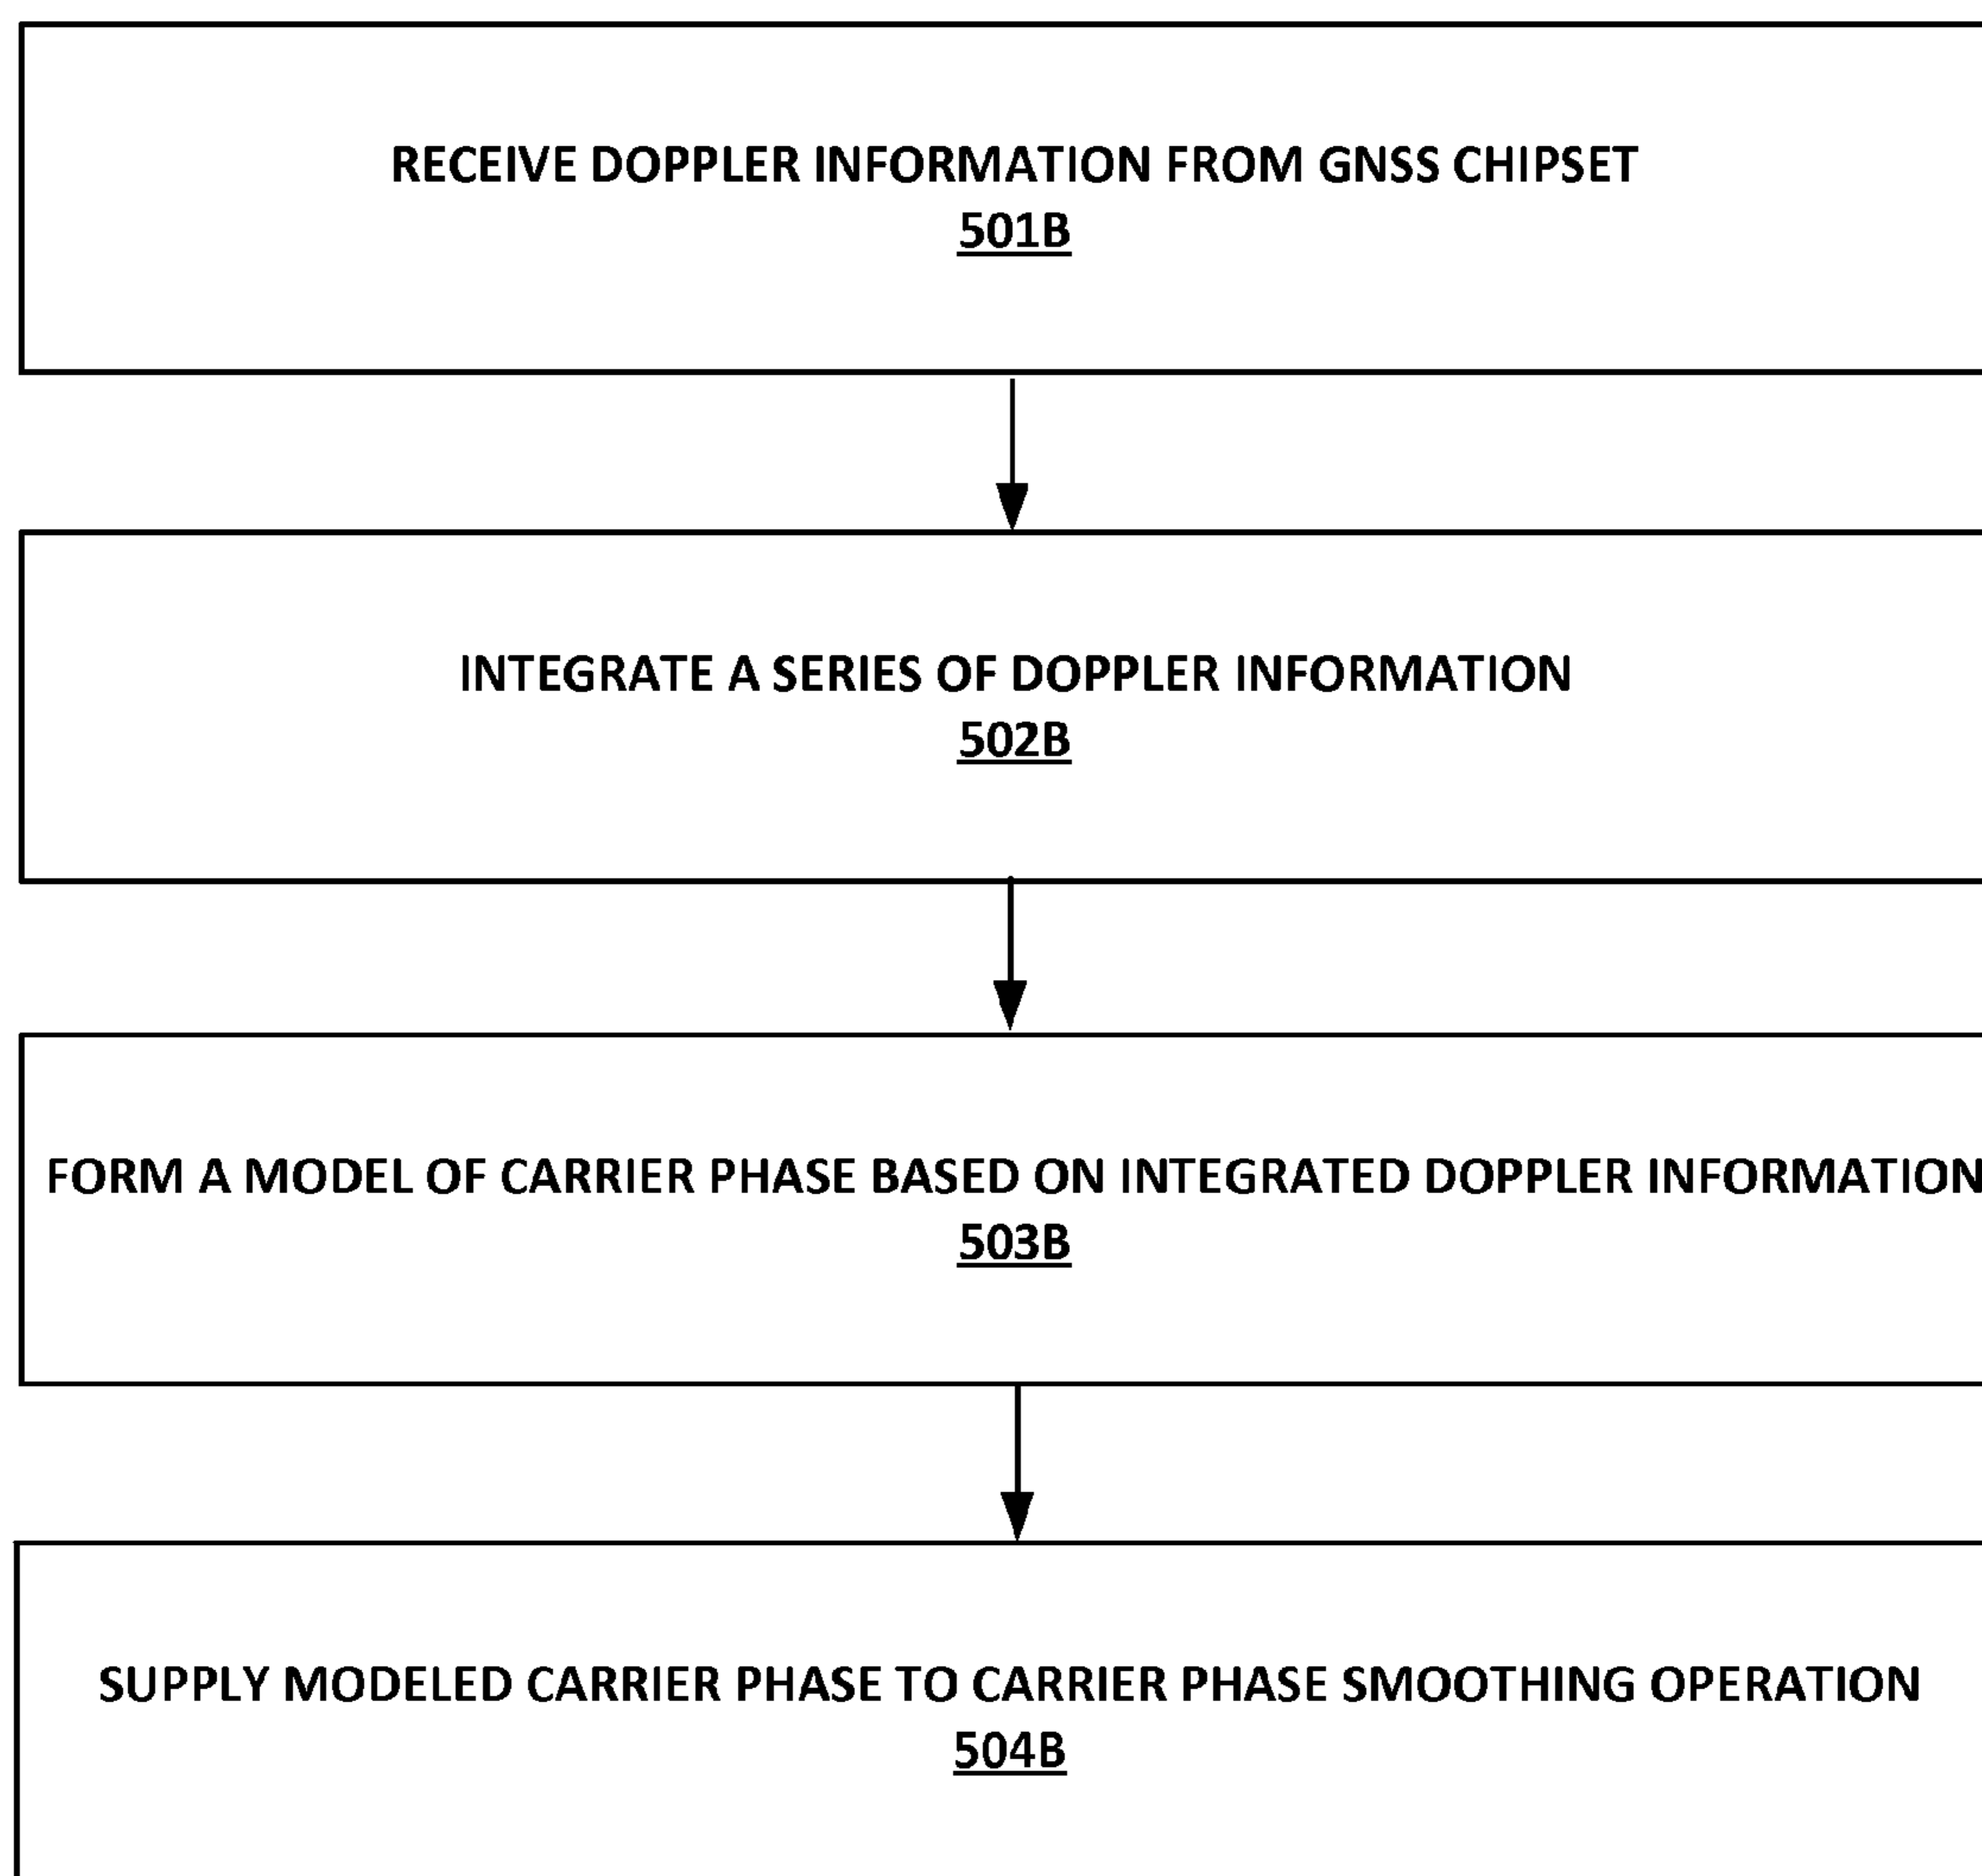 RECEIVE DOPPLER INFORMATION FROM GNSS CHIPSET
501B
INTEGRATE A SERIES OF DOPPLER INFORMATION
502B
FORM A MODEL OF CARRIER PHASE BASED ON INTEGRATED DOPPLER INFORMATION
503B
SUPPLY MODELED CARRIER PHASE TO CARRIER PHASE SMOOTHING OPERATION
504B